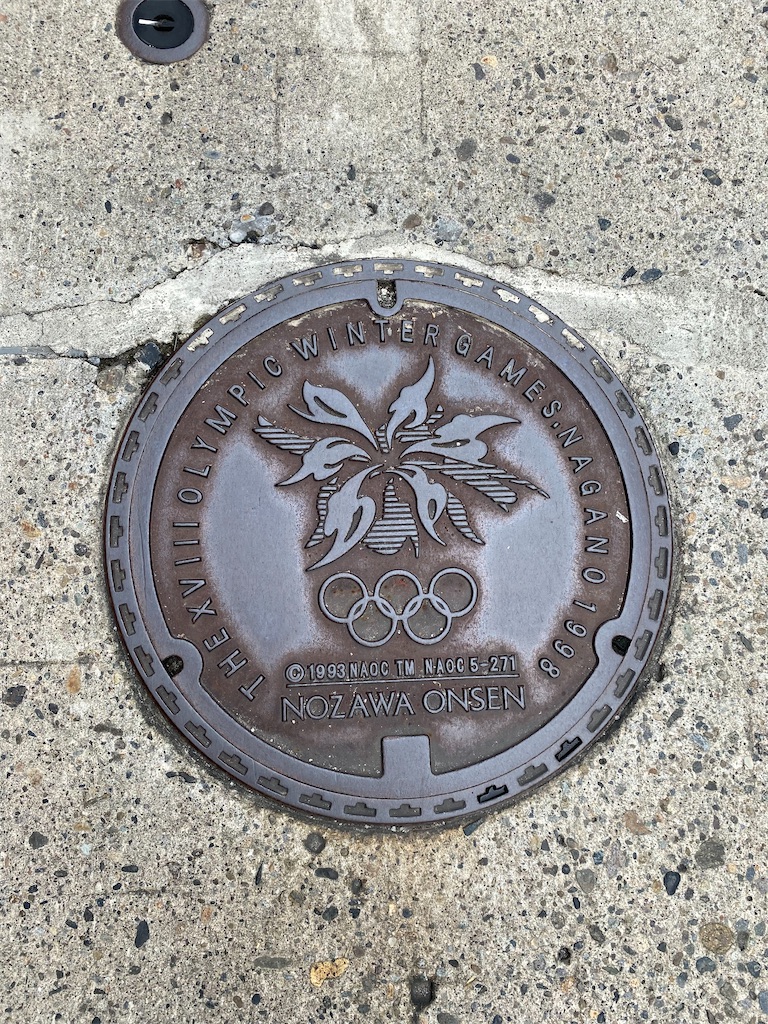 THE XVIII OLYMPIC WINTER GAMES, NAGANO 1998
© 1993 NAOC TM. NAOC 5-271
NOZAWA ONSEN